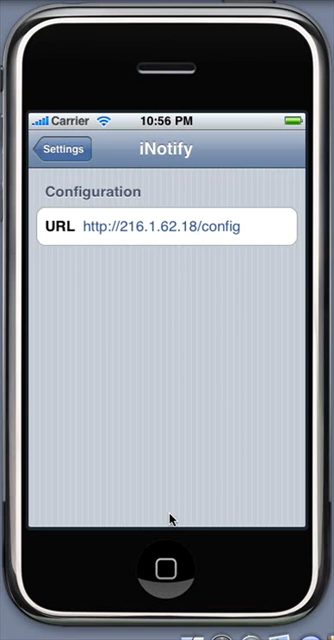 Carrier 10:56 PM
Settings iNotify
Configuration
URL http://216.1.62.18/config